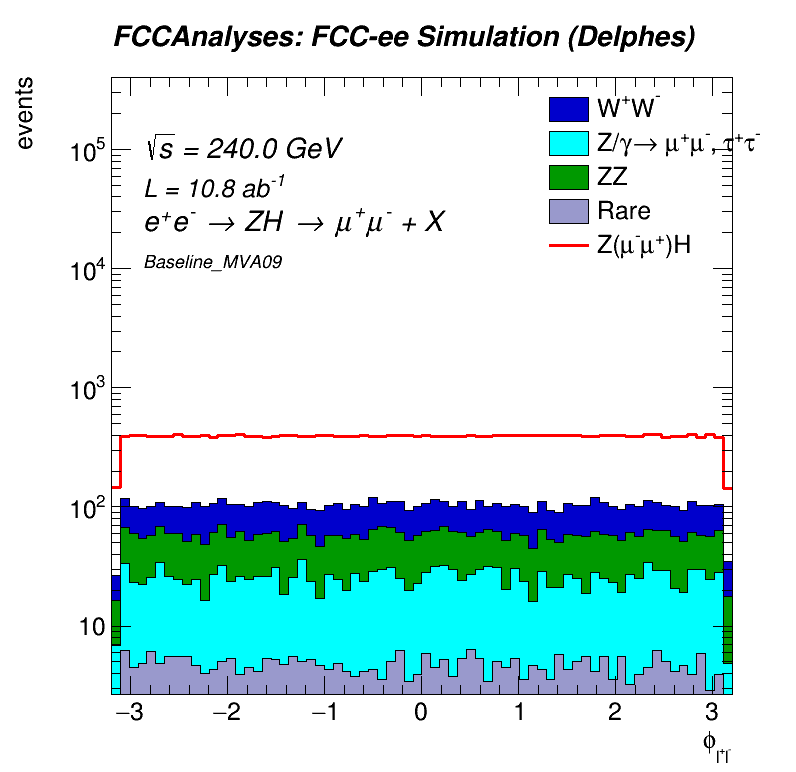 FCCAnalyses: FCC-ee Simulation (Delphes)
events
√s = 240.0 GeV
L = 10.8 ab⁻¹
e⁺e⁻ → ZH → μ⁺μ⁻ + X
Baseline_MVA09
W⁺W⁻
Z/γ→ μ⁺μ⁻, τ⁺τ⁻
ZZ
Rare
Z(μ⁻μ⁺)H
10⁵
10⁴
10³
10²
10
−3 −2 −1 0 1 2 3
ϕ_l⁺l⁻